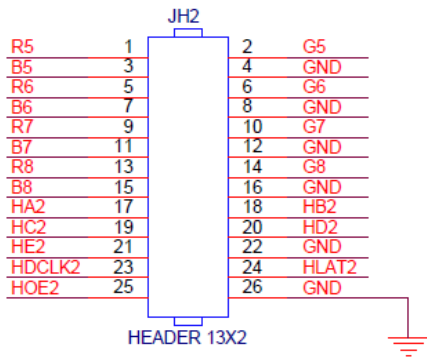 JH2
R5 1 2 G5
B5 3 4 GND
R6 5 6 G6
B6 7 8 GND
R7 9 10 G7
B7 11 12 GND
R8 13 14 G8
B8 15 16 GND
HA2 17 18 HB2
HC2 19 20 HD2
HE2 21 22 GND
HDCLK2 23 24 HLAT2
HOE2 25 26 GND
HEADER 13X2